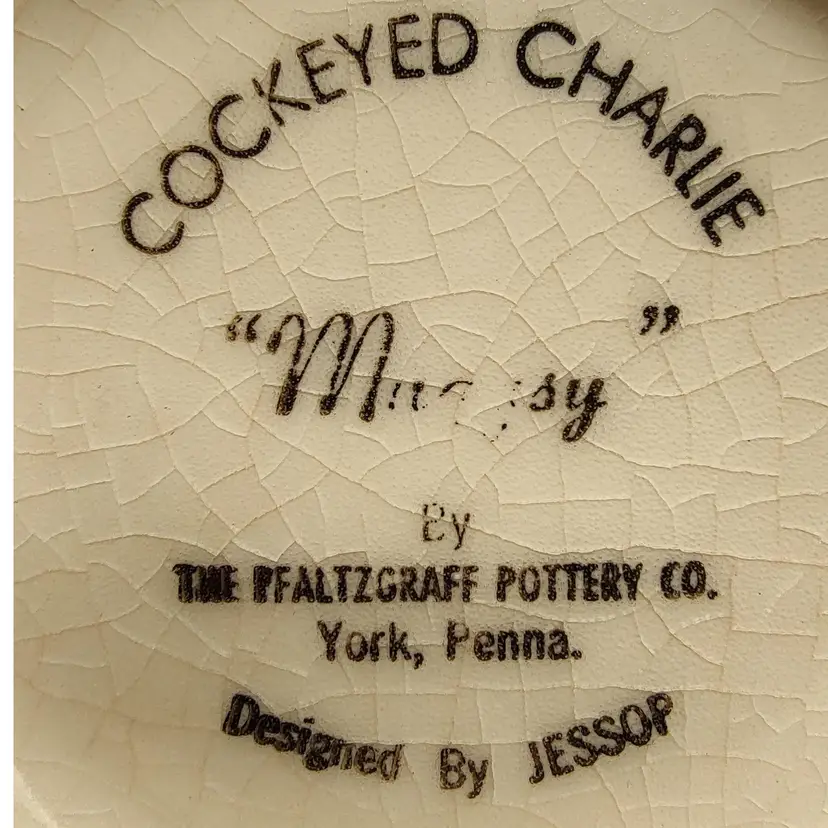 COCKEYED CHARLIE
By
THE PFALTZGRAFF POTTERY CO.
York, Penna.
Designed By JESSOP